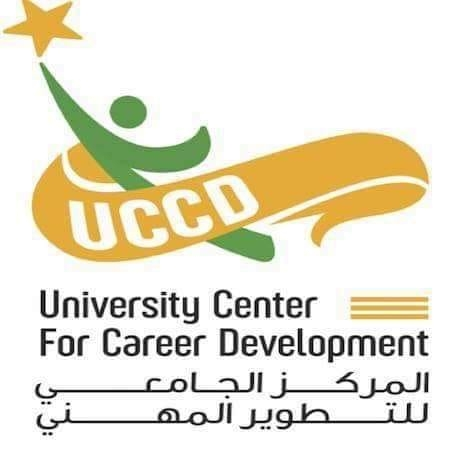 UCCD
University Center
For Career Development
المركز الجامعي
للتطوير المهني